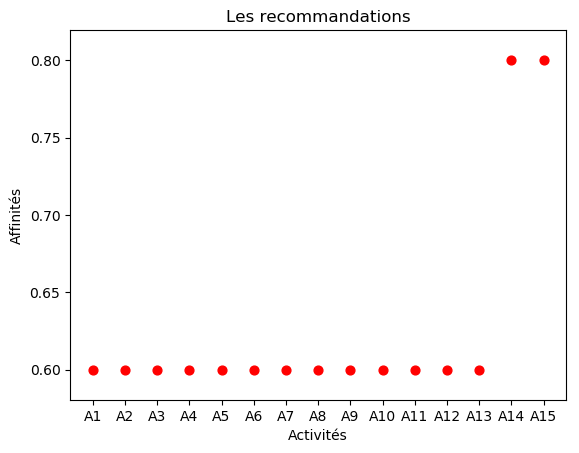 Les recommandations
Affinités
0.80
0.75
0.70
0.65
0.60
A1 A2 A3 A4 A5 A6 A7 A8 A9 A10 A11 A12 A13 A14 A15
Activités